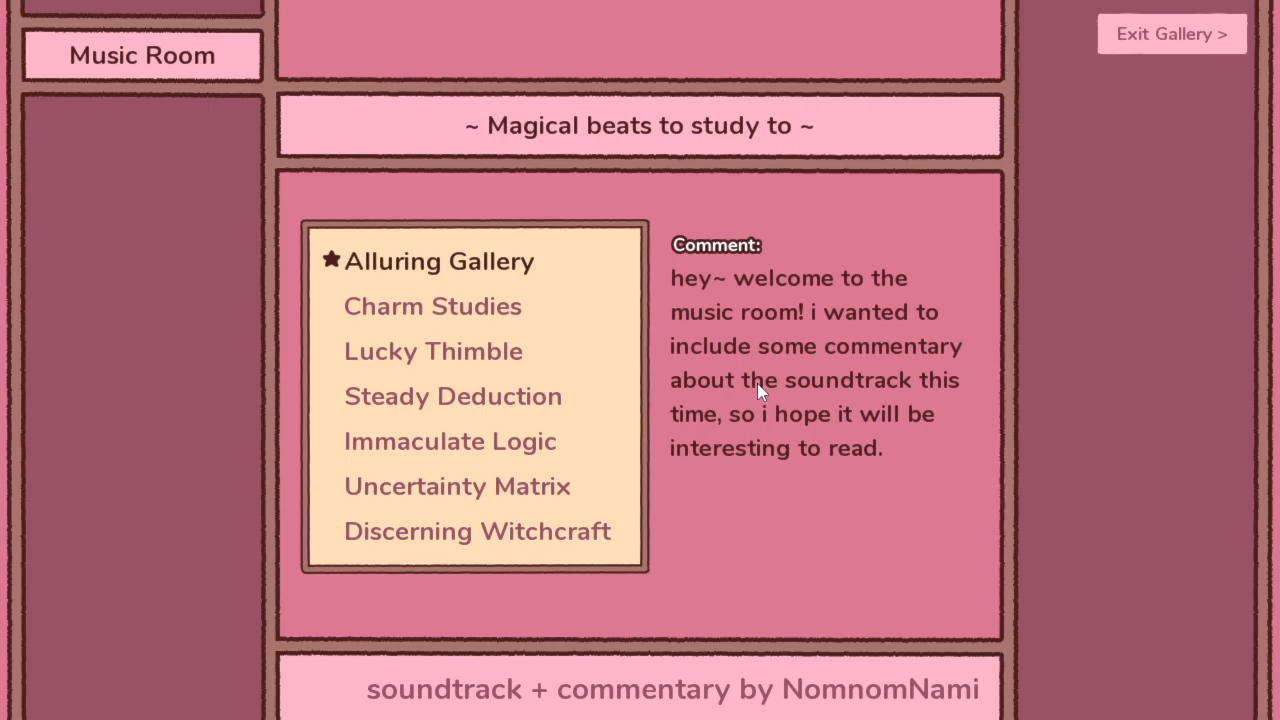 Music Room
Exit Gallery >
~ Magical beats to study to ~
Alluring Gallery
Charm Studies
Lucky Thimble
Steady Deduction
Immaculate Logic
Uncertainty Matrix
Discerning Witchcraft
Comment:
hey~ welcome to the
music room! i wanted to
include some commentary
about the soundtrack this
time, so i hope it will be
interesting to read.
soundtrack + commentary by NomnomNami